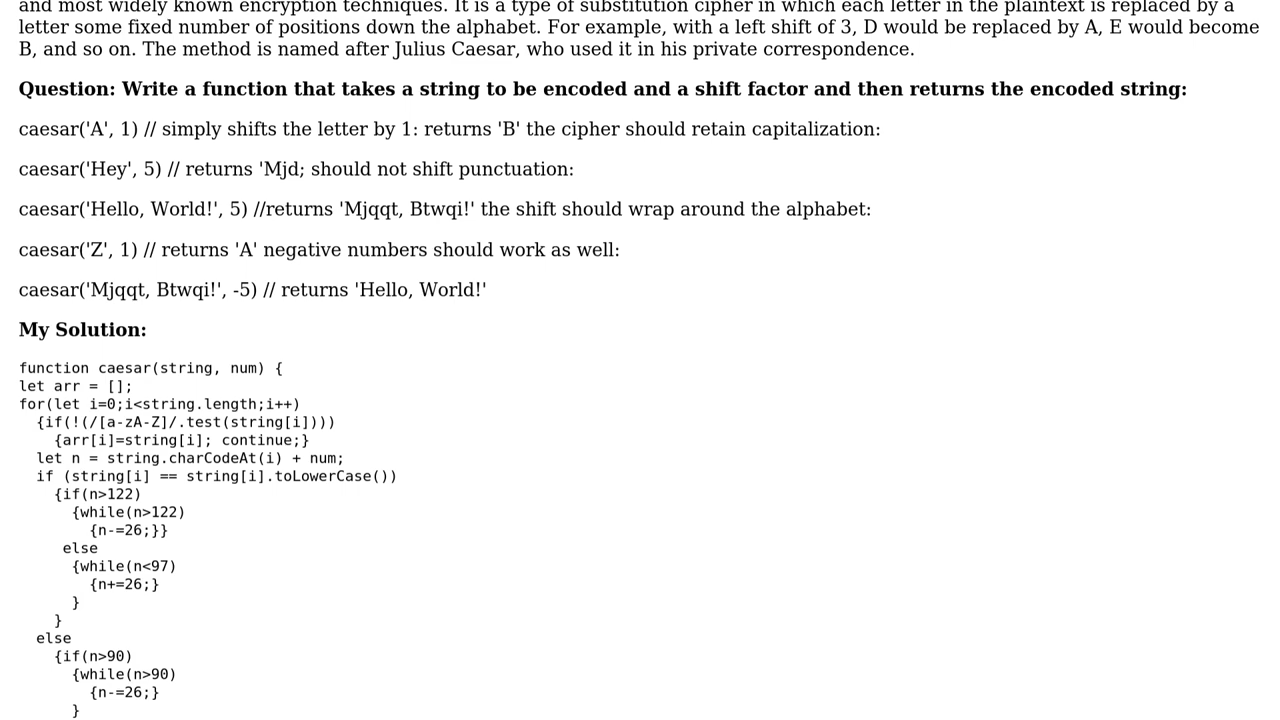 and most widely known encryption techniques. It is a type of substitution cipher in which each letter in the plaintext is replaced by a
letter some fixed number of positions down the alphabet. For example, with a left shift of 3, D would be replaced by A, E would become
B, and so on. The method is named after Julius Caesar, who used it in his private correspondence.
Question: Write a function that takes a string to be encoded and a shift factor and then returns the encoded string:
caesar('A', 1) // simply shifts the letter by 1: returns 'B' the cipher should retain capitalization:
caesar('Hey', 5) // returns 'Mjd; should not shift punctuation:
caesar('Hello, World!', 5) //returns 'Mjqqt, Btwqi!' the shift should wrap around the alphabet:
caesar('Z', 1) // returns 'A' negative numbers should work as well:
caesar('Mjqqt, Btwqi!', -5) // returns 'Hello, World!'
My Solution:
function caesar(string, num) {
let arr = [];
for(let i=0;i<string.length;i++)
  {if(!(/[a-zA-Z]/.test(string[i])))
    {arr[i]=string[i]; continue;}
  let n = string.charCodeAt(i) + num;
  if (string[i] == string[i].toLowerCase())
    {if(n>122)
      {while(n>122)
        {n-=26;}}
     else
      {while(n<97)
        {n+=26;}
      }
    }
  else
    {if(n>90)
      {while(n>90)
        {n-=26;}
      }